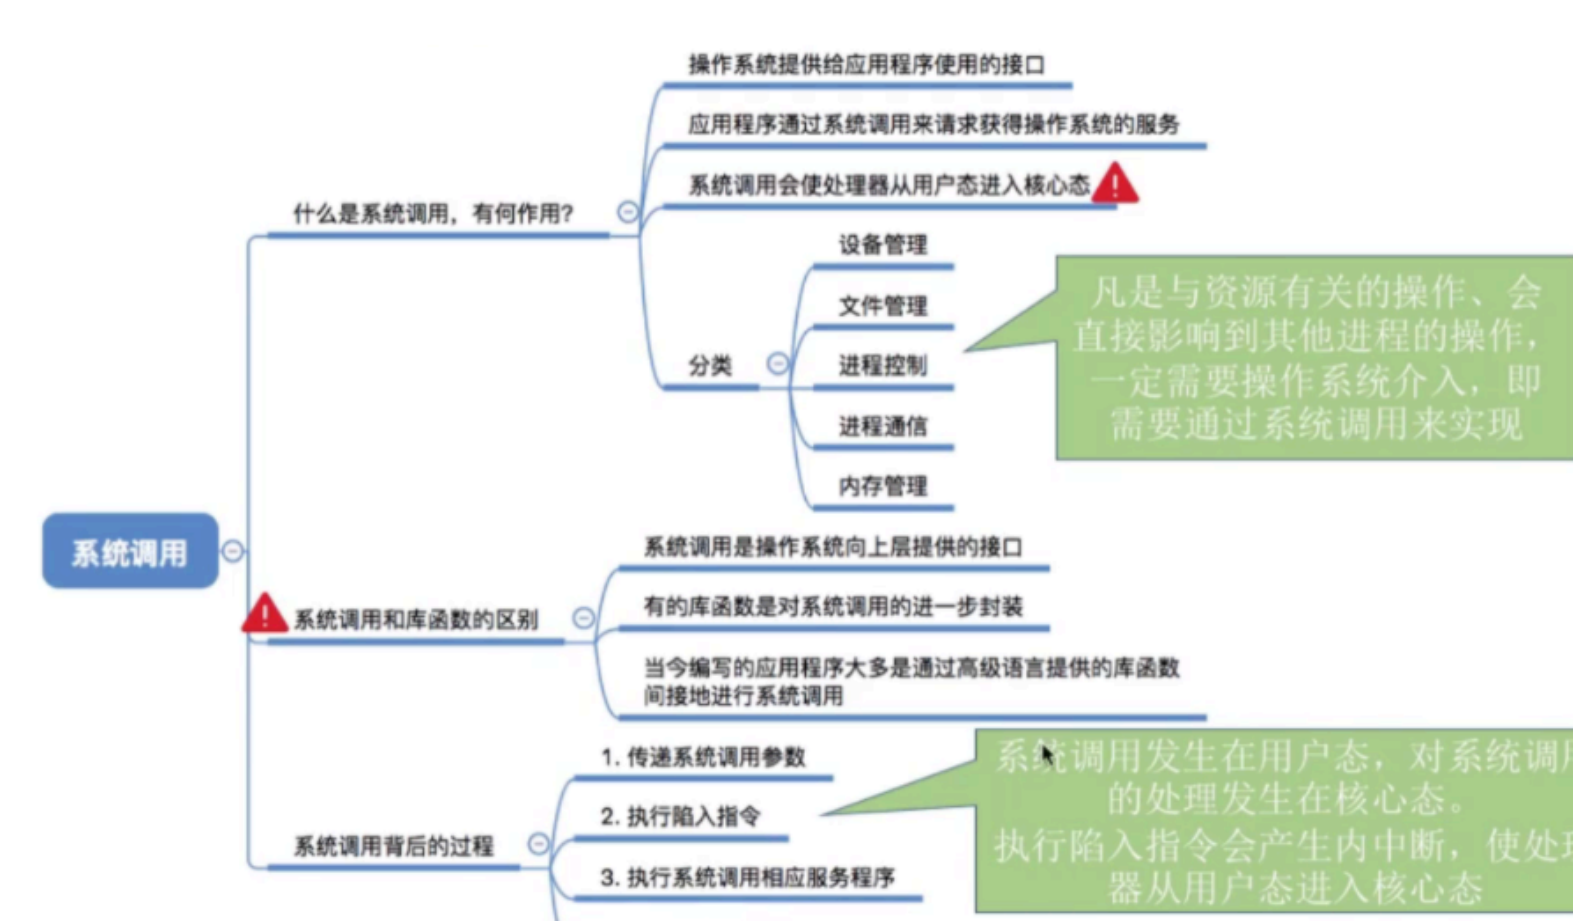 操作系统提供给应用程序使用的接口
应用程序通过系统调用来请求获得操作系统的服务
系统调用会使处理器从用户态进入核心态
什么是系统调用，有何作用？
设备管理
文件管理
分类
进程控制
进程通信
内存管理
凡是与资源有关的操作、会
直接影响到其他进程的操作，
一定需要操作系统介入，即
需要通过系统调用来实现
系统调用
系统调用是操作系统向上层提供的接口
有的库函数是对系统调用的进一步封装
系统调用和库函数的区别
当今编写的应用程序大多是通过高级语言提供的库函数
间接地进行系统调用
1. 传递系统调用参数
2. 执行陷入指令
系统调用背后的过程
3. 执行系统调用相应服务程序
系统调用发生在用户态，对系统调用
的处理发生在核心态。
执行陷入指令会产生内中断，使处理
器从用户态进入核心态